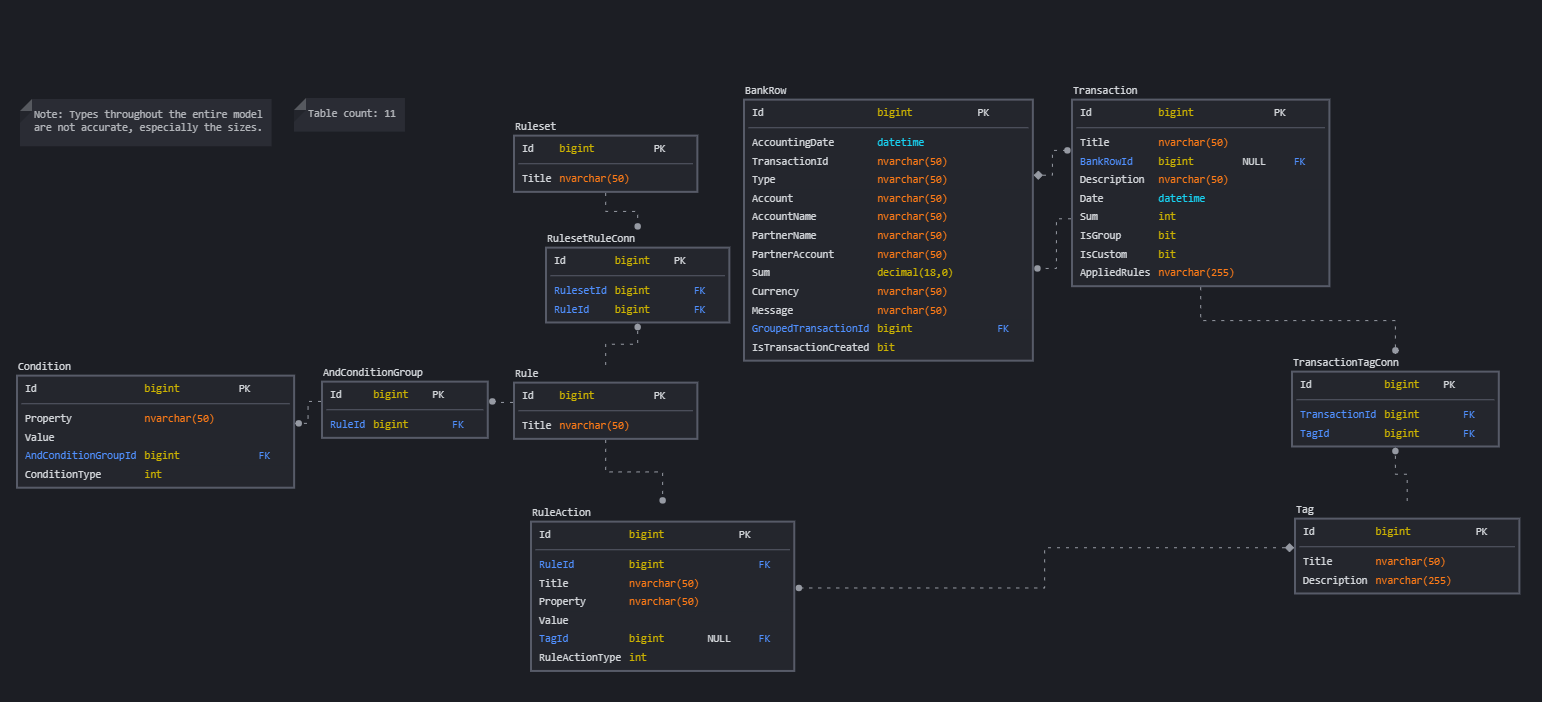 Note: Types throughout the entire model
are not accurate, especially the sizes.
Table count: 11
Ruleset
Id bigint PK
Title nvarchar(50)
RulesetRuleConn
Id bigint PK
RulesetId bigint FK
RuleId bigint FK
BankRow
Id bigint PK
AccountingDate datetime
TransactionId nvarchar(50)
Type nvarchar(50)
Account nvarchar(50)
AccountName nvarchar(50)
PartnerName nvarchar(50)
PartnerAccount nvarchar(50)
Sum decimal(18,0)
Currency nvarchar(50)
Message nvarchar(50)
GroupedTransactionId bigint FK
IsTransactionCreated bit
Transaction
Id bigint PK
Title nvarchar(50)
BankRowId bigint NULL FK
Description nvarchar(50)
Date datetime
Sum int
IsGroup bit
IsCustom bit
AppliedRules nvarchar(255)
Condition
Id bigint PK
Property nvarchar(50)
Value
AndConditionGroupId bigint FK
ConditionType int
AndConditionGroup
Id bigint PK
RuleId bigint FK
Rule
Id bigint PK
Title nvarchar(50)
TransactionTagConn
Id bigint PK
TransactionId bigint FK
TagId bigint FK
RuleAction
Id bigint PK
RuleId bigint FK
Title nvarchar(50)
Property nvarchar(50)
Value
TagId bigint NULL FK
RuleActionType int
Tag
Id bigint PK
Title nvarchar(50)
Description nvarchar(255)